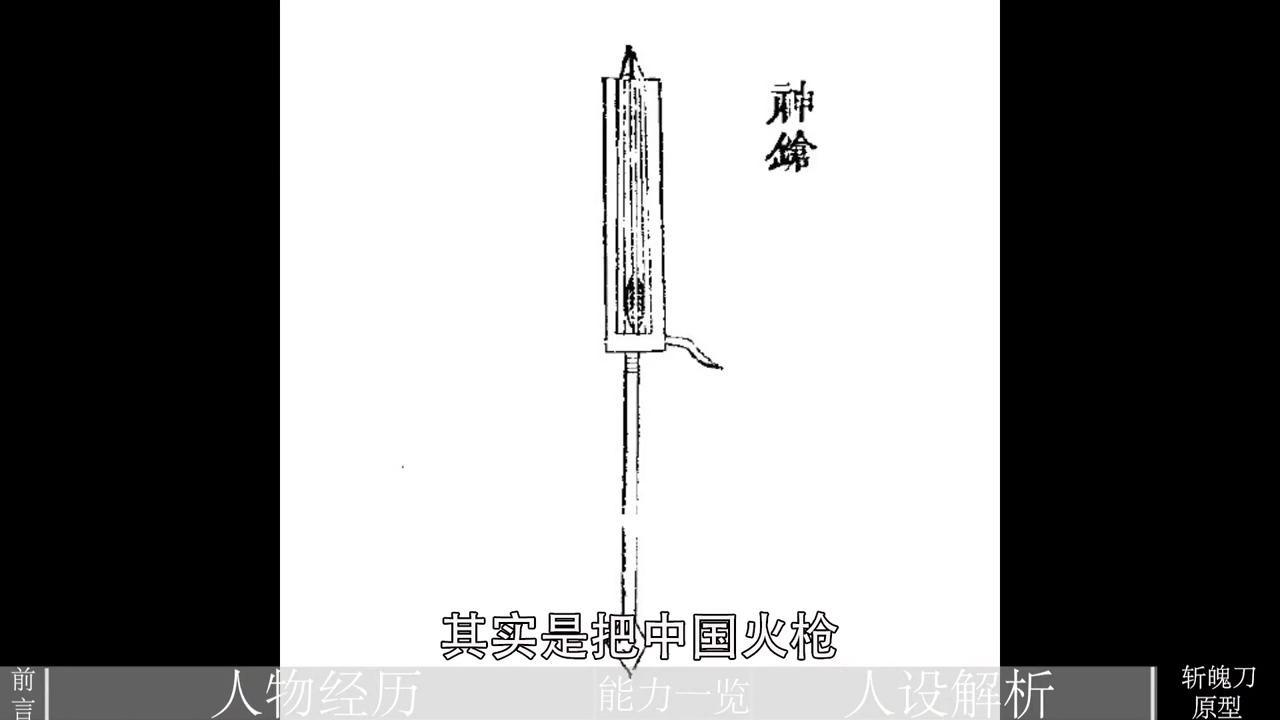 神
鎗
其实是把中国火枪
前言
人物经历
能力一览
人设解析
斩魄刀
原型